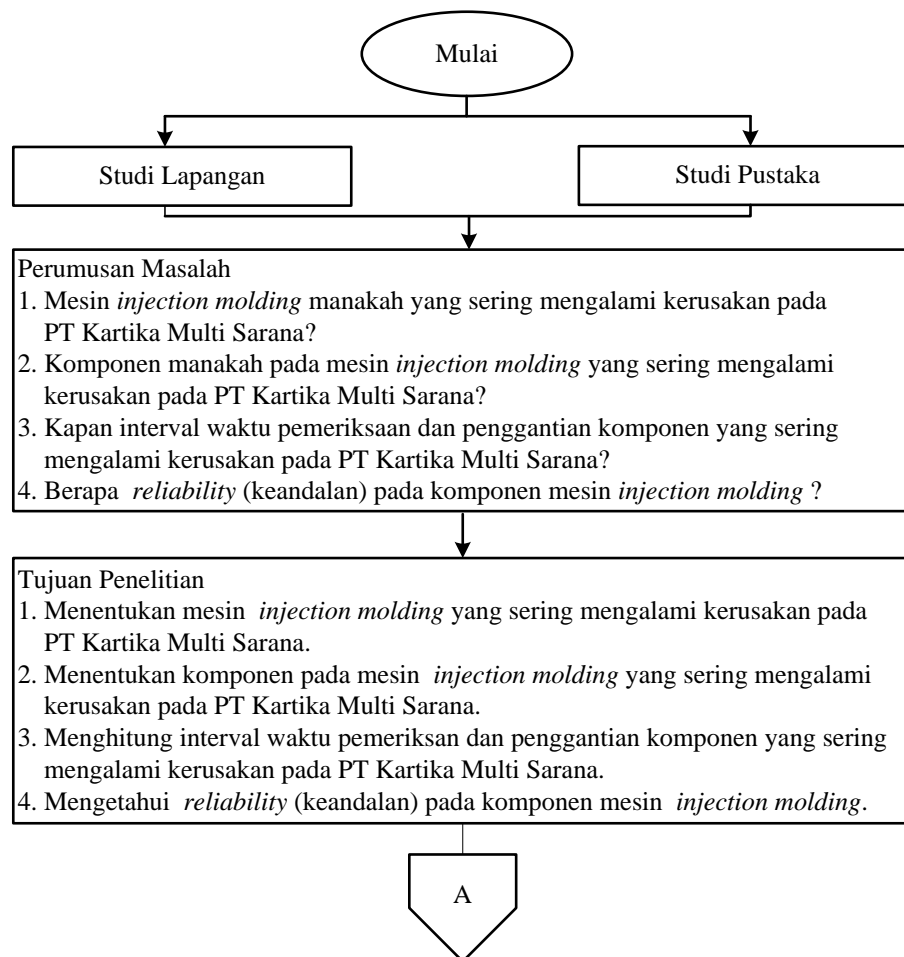 Mulai
Studi Lapangan
Studi Pustaka
Perumusan Masalah
1. Mesin injection molding manakah yang sering mengalami kerusakan pada
PT Kartika Multi Sarana?
2. Komponen manakah pada mesin injection molding yang sering mengalami
kerusakan pada PT Kartika Multi Sarana?
3. Kapan interval waktu pemeriksaan dan penggantian komponen yang sering
mengalami kerusakan pada PT Kartika Multi Sarana?
4. Berapa reliability (keandalan) pada komponen mesin injection molding ?
Tujuan Penelitian
1. Menentukan mesin injection molding yang sering mengalami kerusakan pada
PT Kartika Multi Sarana.
2. Menentukan komponen pada mesin injection molding yang sering mengalami
kerusakan pada PT Kartika Multi Sarana.
3. Menghitung interval waktu pemeriksan dan penggantian komponen yang sering
mengalami kerusakan pada PT Kartika Multi Sarana.
4. Mengetahui reliability (keandalan) pada komponen mesin injection molding.
A